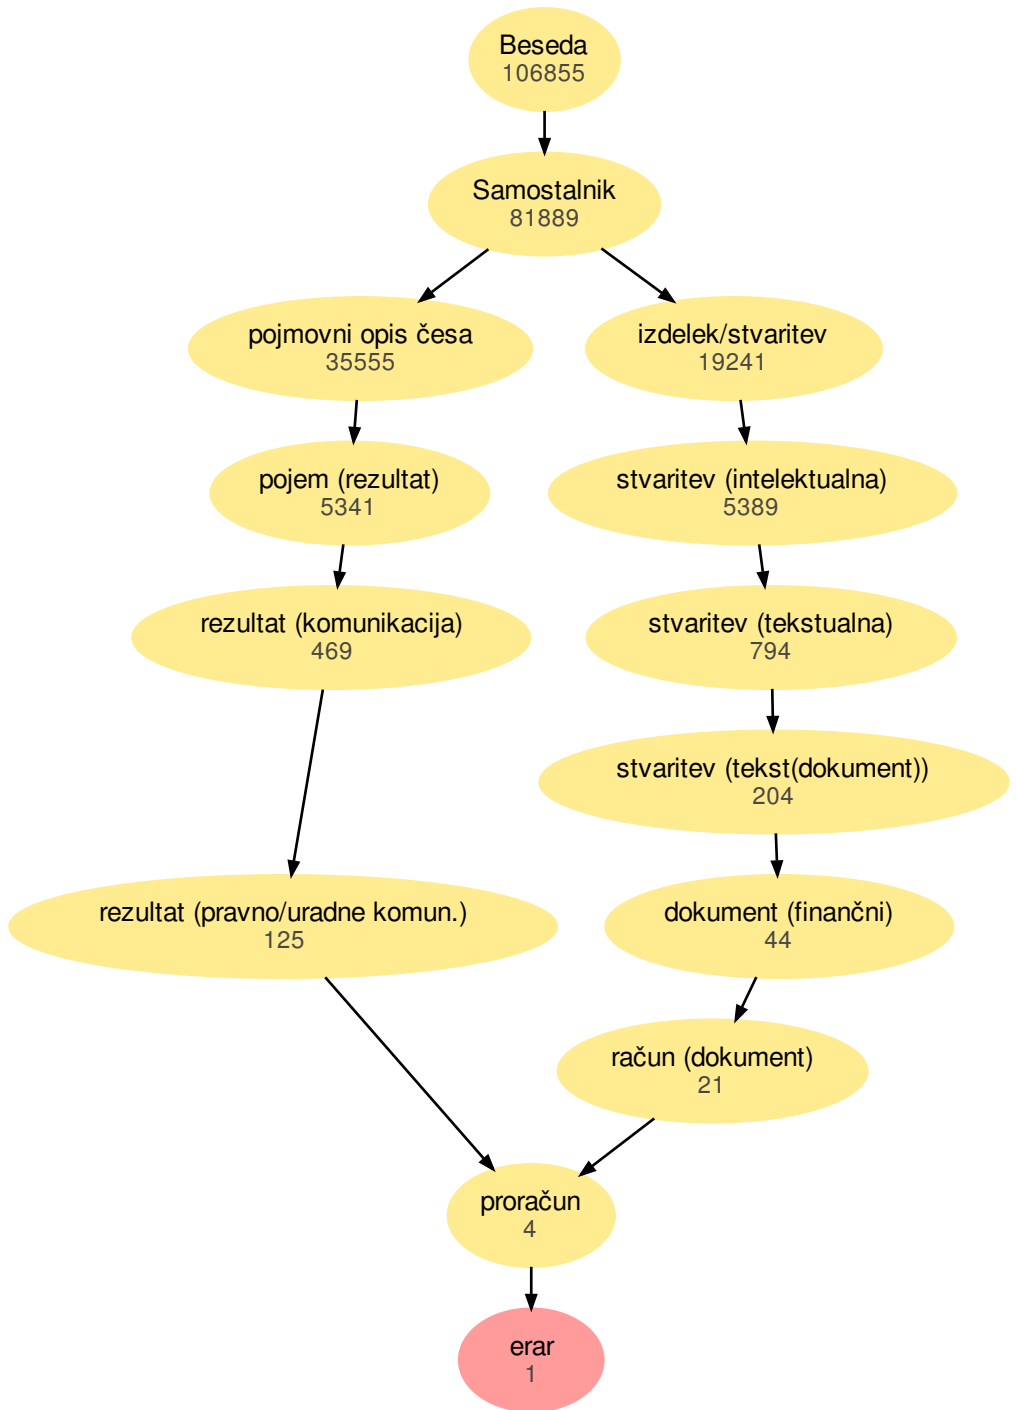 Beseda
106855
Samostalnik
81889
pojmovni opis česa
35555
izdelek/stvaritev
19241
pojem (rezultat)
5341
stvaritev (intelektualna)
5389
rezultat (komunikacija)
469
stvaritev (tekstualna)
794
stvaritev (tekst(dokument))
204
rezultat (pravno/uradne komun.)
125
dokument (finančni)
44
račun (dokument)
21
proračun
4
erar
1